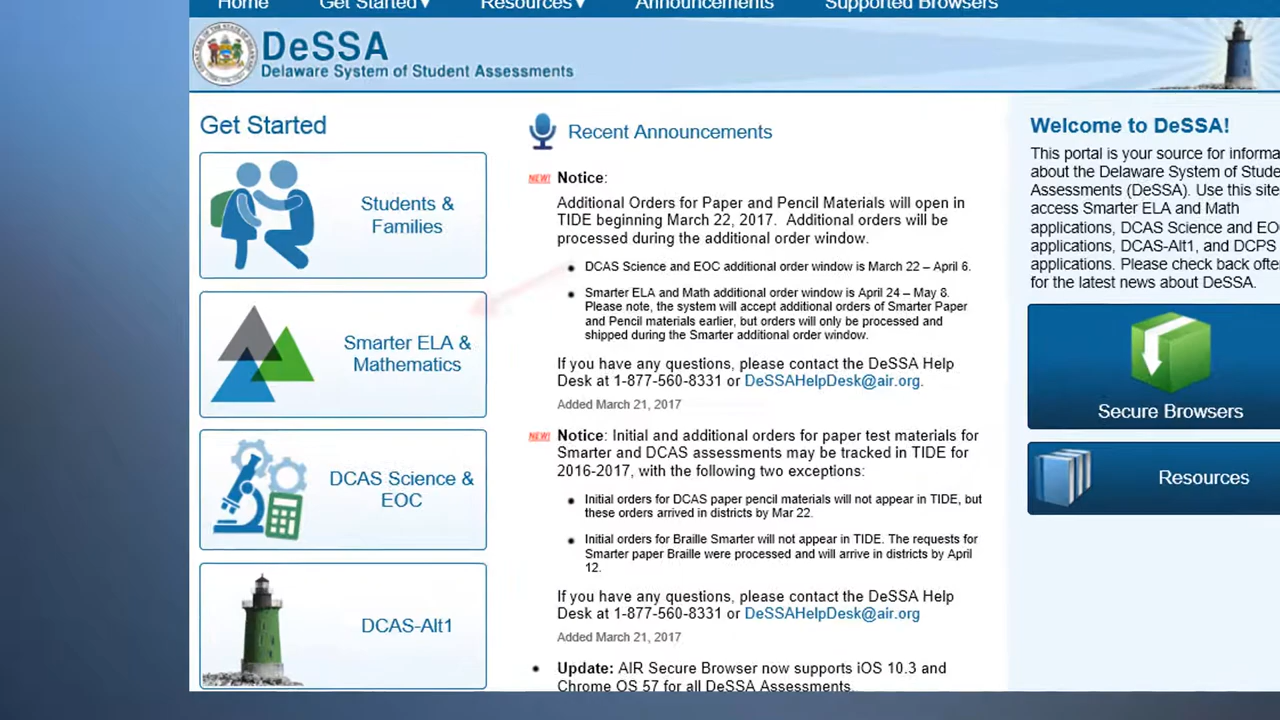 Home Get Started▼ Resources▼ Announcements Supported Browsers
DeSSA
Delaware System of Student Assessments
Get Started
Students &
Families
Smarter ELA &
Mathematics
DCAS Science &
EOC
DCAS-Alt1
Recent Announcements
NEW! Notice:
Additional Orders for Paper and Pencil Materials will open in
TIDE beginning March 22, 2017. Additional orders will be
processed during the additional order window.
• DCAS Science and EOC additional order window is March 22 – April 6.
• Smarter ELA and Math additional order window is April 24 – May 8.
Please note, the system will accept additional orders of Smarter Paper
and Pencil materials earlier, but orders will only be processed and
shipped during the Smarter additional order window.
If you have any questions, please contact the DeSSA Help
Desk at 1-877-560-8331 or DeSSAHelpDesk@air.org.
Added March 21, 2017
NEW! Notice: Initial and additional orders for paper test materials for
Smarter and DCAS assessments may be tracked in TIDE for
2016-2017, with the following two exceptions:
• Initial orders for DCAS paper pencil materials will not appear in TIDE, but
these orders arrived in districts by Mar 22.
• Initial orders for Braille Smarter will not appear in TIDE. The requests for
Smarter paper Braille were processed and will arrive in districts by April
12.
If you have any questions, please contact the DeSSA Help
Desk at 1-877-560-8331 or DeSSAHelpDesk@air.org
Added March 21, 2017
• Update: AIR Secure Browser now supports iOS 10.3 and
Chrome OS 57 for all DeSSA Assessments.
Welcome to DeSSA!
This portal is your source for informa
about the Delaware System of Stude
Assessments (DeSSA). Use this site
access Smarter ELA and Math
applications, DCAS Science and EOC
applications, DCAS-Alt1, and DCPS
applications. Please check back ofte
for the latest news about DeSSA.
Secure Browsers
Resources